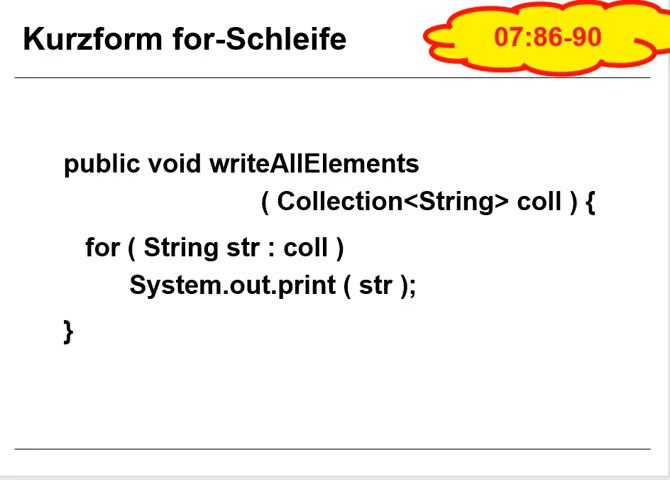 Kurzform for-Schleife
07:86-90
public void writeAllElements
( Collection<String> coll ) {
for ( String str : coll )
System.out.print ( str );
}